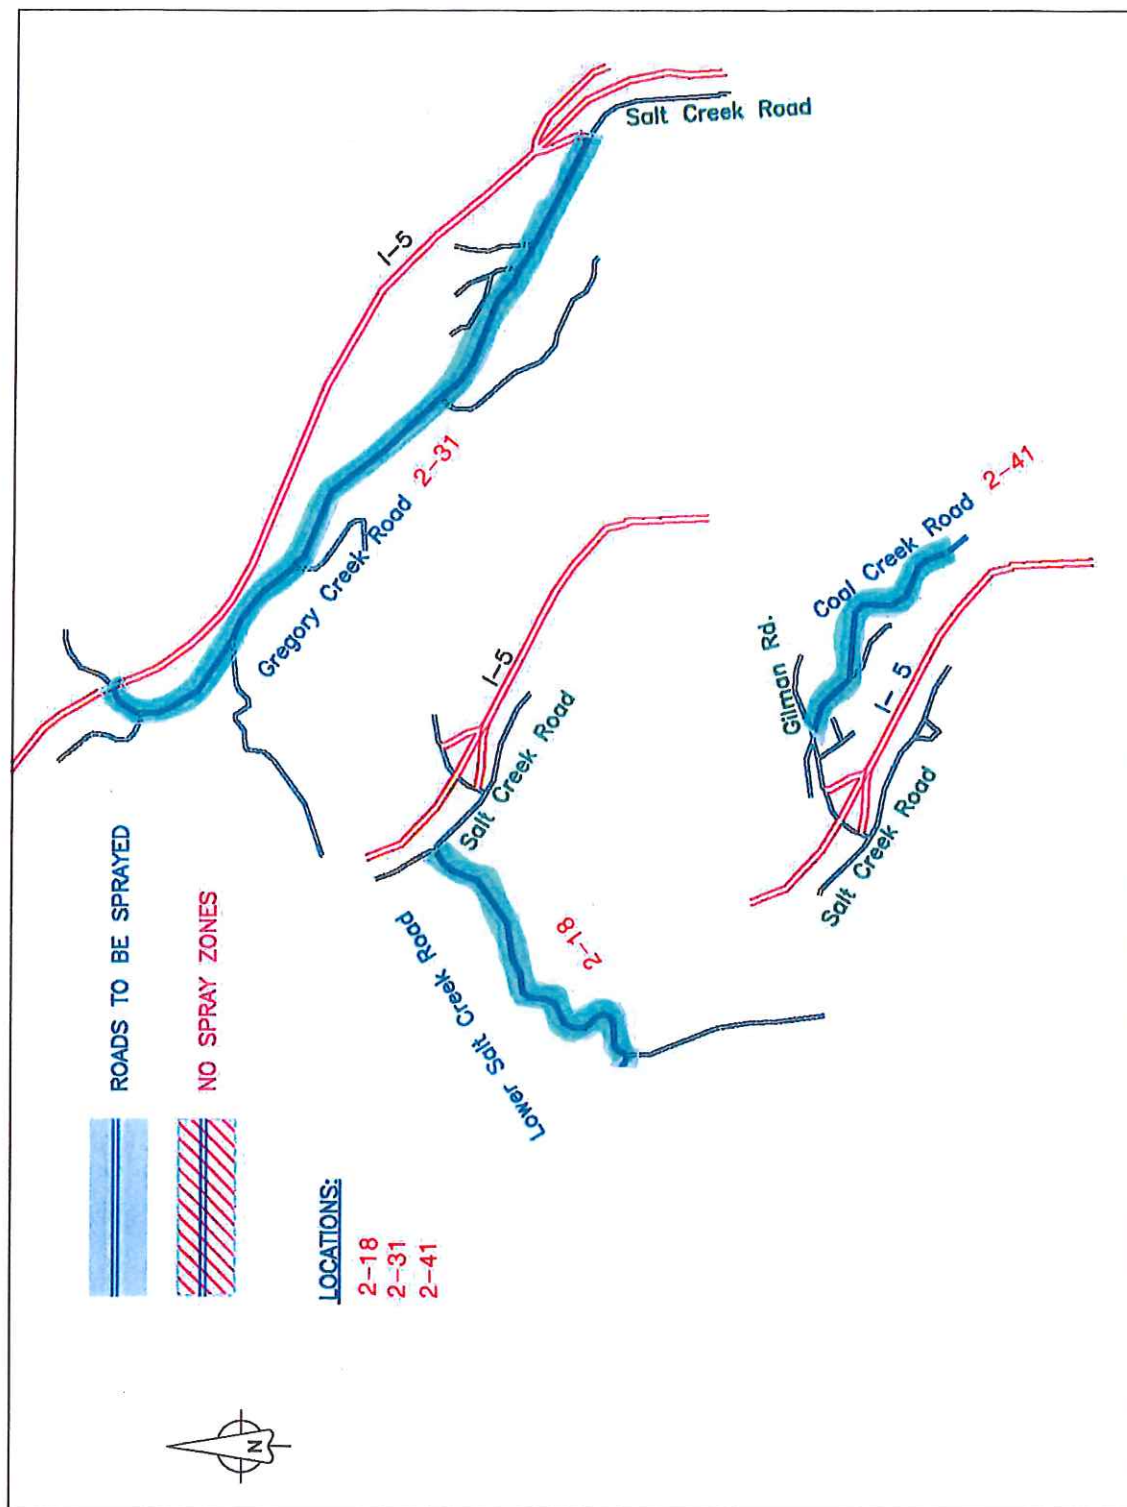 ROADS TO BE SPRAYED
NO SPRAY ZONES
LOCATIONS:
2-18
2-31
2-41
N
Gregory Creek Road 2-31
I-5
Salt Creek Road
Lower Salt Creek Road
2-18
Salt Creek Road
I-5
Gilman Rd.
Coal Creek Road 2-41
I-5
Salt Creek Road